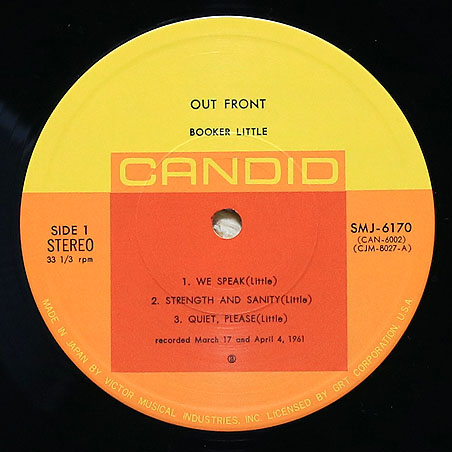 OUT FRONT
BOOKER LITTLE
CANDID
SIDE 1
STEREO
33 1/3 rpm
SMJ-6170
(CAN-6002)
(CJM-8027-A)
1. WE SPEAK(Little)
2. STRENGTH AND SANITY(Little)
3. QUIET, PLEASE(Little)
recorded March 17 and April 4, 1961
MADE IN JAPAN BY VICTOR MUSICAL INDUSTRIES, INC. LICENSED BY GRT CORPORATION, U.S.A.